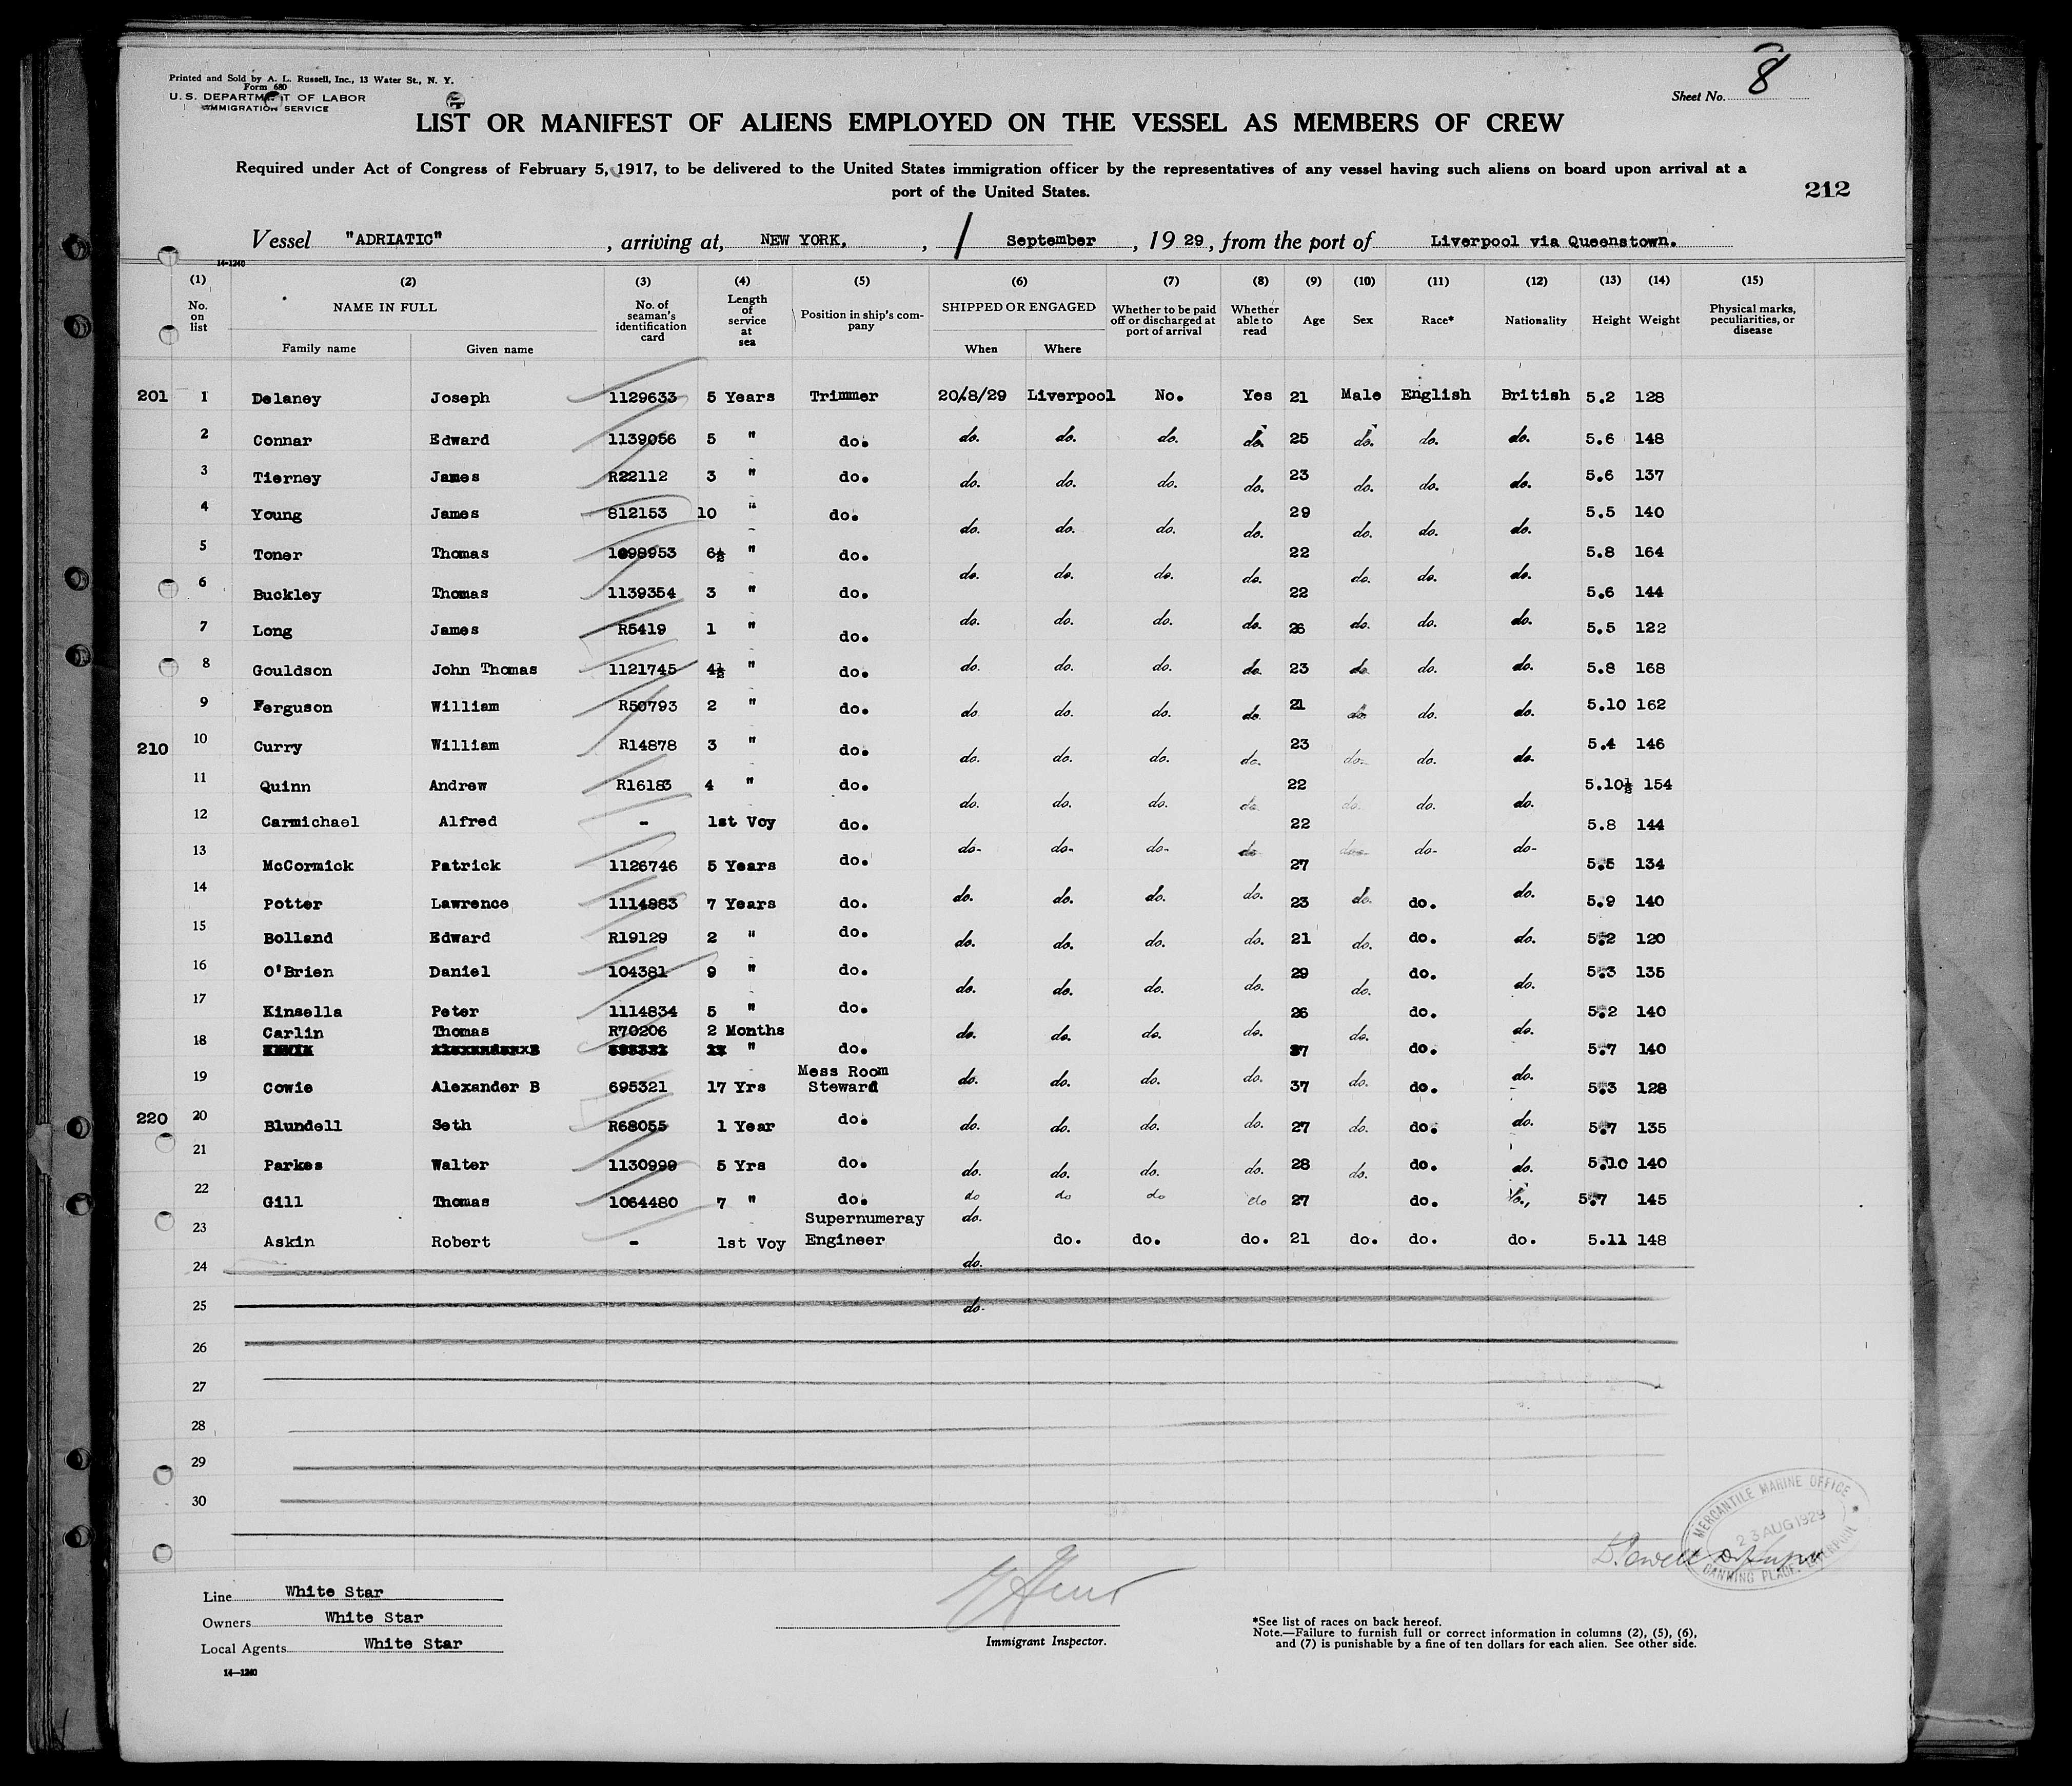 Printed and Sold by A. L. Russell, Inc., 13 Water St., N. Y.
Form 680
U. S. DEPARTMENT OF LABOR
IMMIGRATION SERVICE
Sheet No. 8
LIST OR MANIFEST OF ALIENS EMPLOYED ON THE VESSEL AS MEMBERS OF CREW
Required under Act of Congress of February 5, 1917, to be delivered to the United States immigration officer by the representatives of any vessel having such aliens on board upon arrival at a
port of the United States.
212
Vessel "ADRIATIC", arriving at, NEW YORK, , 1 September, 19 29, from the port of Liverpool via Queenstown.
14-1240
(1) (2) (3) (4) (5) (6) (7) (8) (9) (10) (11) (12) (13) (14) (15)
No. on list NAME IN FULL No. of seaman's identification card Length of service at sea Position in ship's company SHIPPED OR ENGAGED Whether to be paid off or discharged at port of arrival Whether able to read Age Sex Race* Nationality Height Weight Physical marks, peculiarities, or disease
Family name Given name When Where
201 1 Delaney Joseph 1129633 5 Years Trimmer 20/8/29 Liverpool No. Yes 21 Male English British 5.2 128
2 Connar Edward 1139056 5 " do. do. do. do. do. 25 do. do. do. 5.6 148
3 Tierney James R22112 3 " do. do. do. do. do. 23 do. do. do. 5.6 137
4 Young James 812153 10 " do. do. do. do. do. 29 do. do. do. 5.5 140
5 Toner Thomas 1098953 6½ " do. do. do. do. do. 22 do. do. do. 5.8 164
6 Buckley Thomas 1139354 3 " do. do. do. do. do. 22 do. do. do. 5.6 144
7 Long James R5419 1 " do. do. do. do. do. 26 do. do. do. 5.5 122
8 Gouldson John Thomas 1121745 4½ " do. do. do. do. do. 23 do. do. do. 5.8 168
9 Ferguson William R50793 2 " do. do. do. do. do. 21 do. do. do. 5.10 162
210 10 Curry William R14878 3 " do. do. do. do. do. 23 do. do. do. 5.4 146
11 Quinn Andrew R16183 4 " do. do. do. do. do. 22 do. do. do. 5.10½ 154
12 Carmichael Alfred - 1st Voy do. do- do- do- do 22 do- do- do- 5.8 144
13 McCormick Patrick 1126746 5 Years do. 27 5.5 134
14 Potter Lawrence 1114883 7 Years do. do. do. do. do. 23 do. do. do. 5.9 140
15 Bolland Edward R19129 2 " do. do. do. do. do. 21 do. do. do. 5.2 120
16 O'Brien Daniel 104381 9 " do. do. do. do. do. 29 do. do. do. 5.3 135
17 Kinsella Peter 1114834 5 " do. 26 do. 5.2 140
Carlin Thomas R70206 2 Months
18 " do. do. do. do. do. 37 do. do. do. 5.7 140
Mess Room
19 Cowie Alexander B 695321 17 Yrs Steward do. do. do. do. 37 do. do. do. 5.3 128
220 20 Blundell Seth R68055 1 Year do. do. do. do. do. 27 do. do. do. 5.7 135
21 Parkes Walter 1130999 5 Yrs do. do. do. do. do. 28 do. do. do. 5.10 140
22 Gill Thomas 1064480 7 " do. do do do do 27 do. do., 5.7 145
Supernumeray do.
23 Askin Robert - 1st Voy Engineer do. do. do. 21 do. do. do. 5.11 148
24 do.
25 do.
26
27
28
29
30
MERCANTILE MARINE OFFICE
23 AUG 1929
CANNING PLACE, LIVERPOOL
Line White Star
Owners White Star
Local Agents White Star
14-1240
Immigrant Inspector.
*See list of races on back hereof.
Note.—Failure to furnish full or correct information in columns (2), (5), (6),
and (7) is punishable by a fine of ten dollars for each alien. See other side.